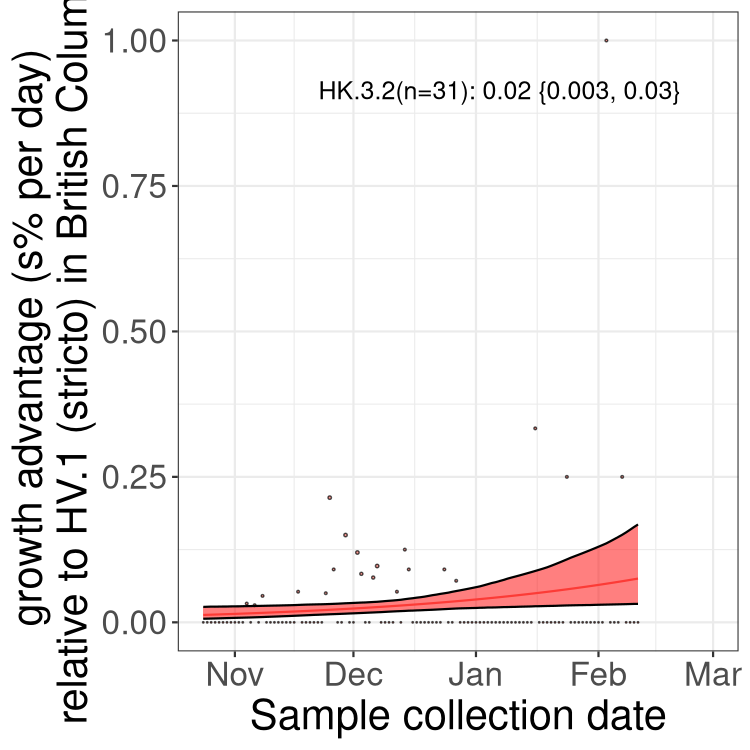 growth advantage (s% per day)
relative to HV.1 (stricto) in British Colum
1.00
0.75
0.50
0.25
0.00
HK.3.2(n=31): 0.02 {0.003, 0.03}
Nov Dec Jan Feb Mar
Sample collection date